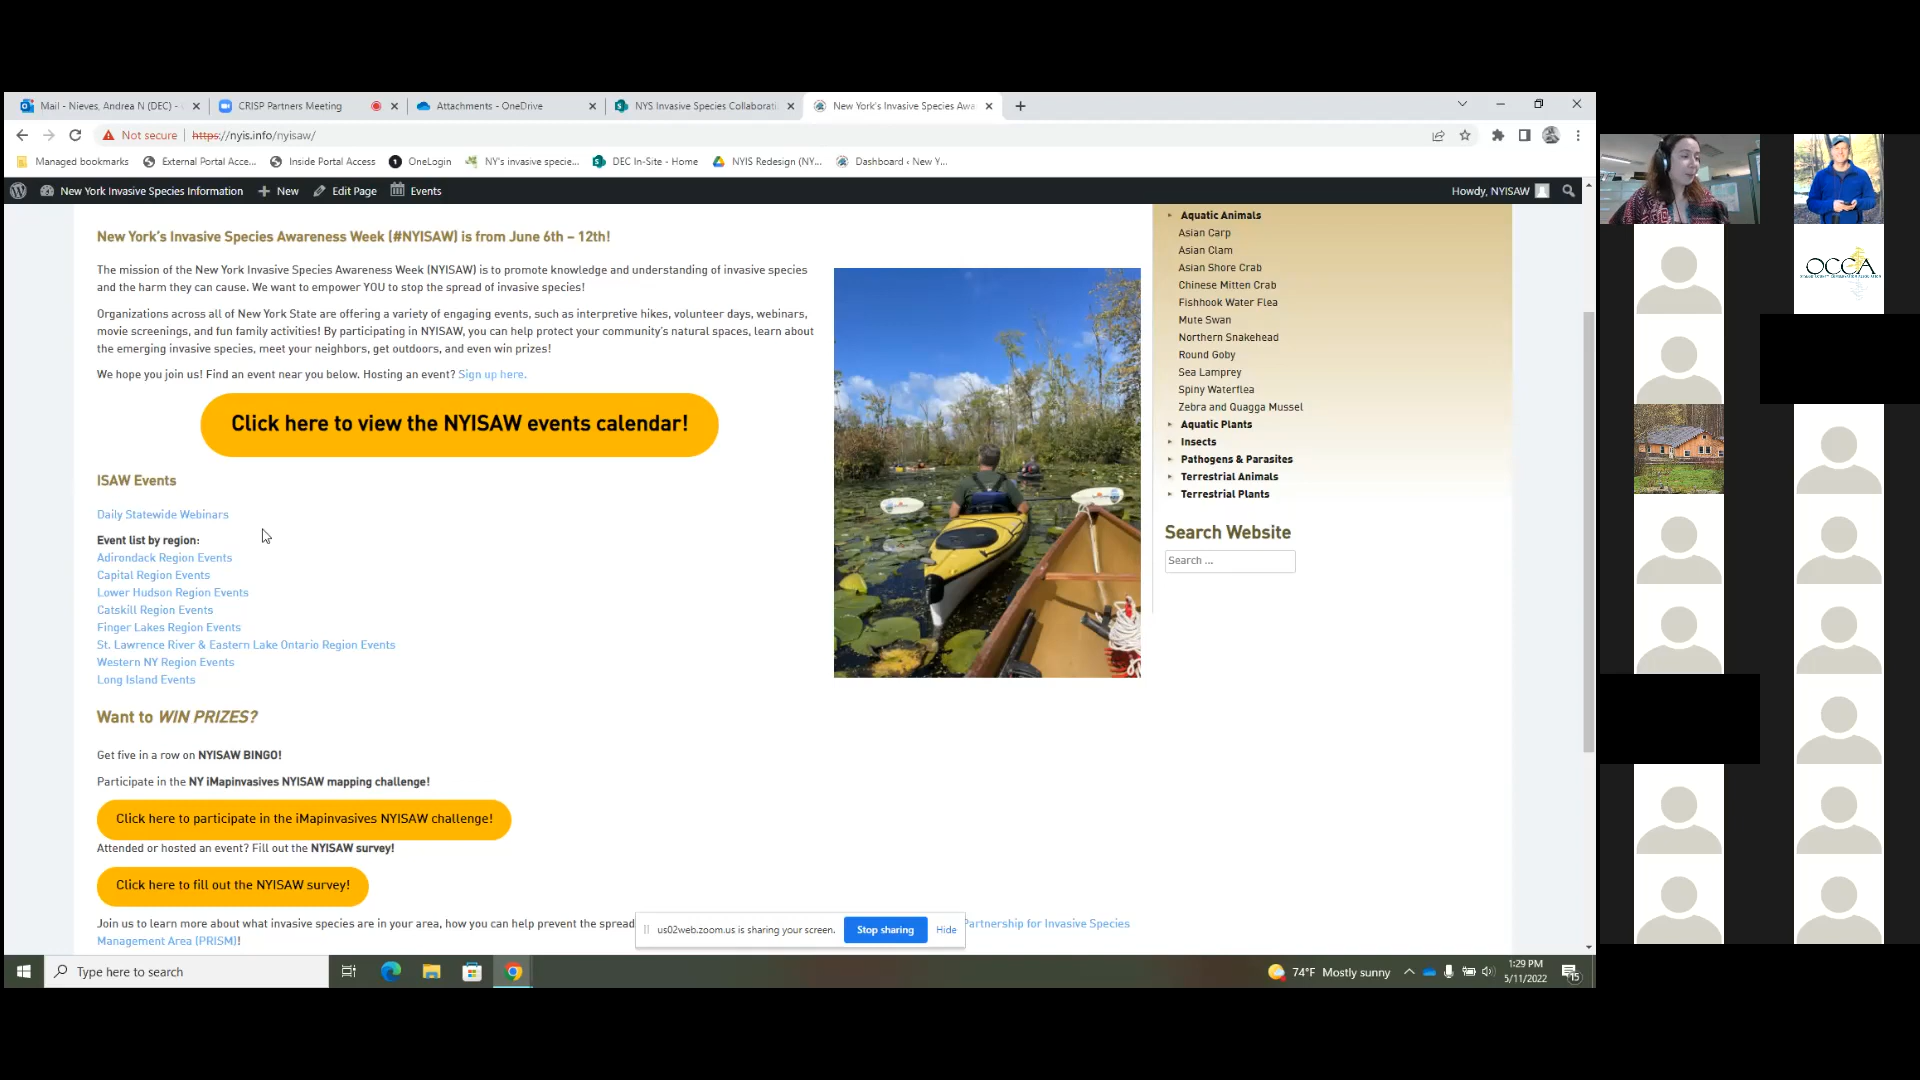 Mail - Nieves, Andrea N (DEC) -
CRISP Partners Meeting
Attachments - OneDrive
NYS Invasive Species Collaborati
New York's Invasive Species Awa
Not secure
https://nyis.info/nyisaw/
Managed bookmarks
External Portal Acce...
Inside Portal Access
OneLogin
NY's invasive specie...
DEC In-Site - Home
NYIS Redesign (NY...
Dashboard ‹ New Y...
New York Invasive Species Information
New
Edit Page
Events
Howdy, NYISAW
New York's Invasive Species Awareness Week (#NYISAW) is from June 6th – 12th!
The mission of the New York Invasive Species Awareness Week (NYISAW) is to promote knowledge and understanding of invasive species
and the harm they can cause. We want to empower YOU to stop the spread of invasive species!
Organizations across all of New York State are offering a variety of engaging events, such as interpretive hikes, volunteer days, webinars,
movie screenings, and fun family activities! By participating in NYISAW, you can help protect your community's natural spaces, learn about
the emerging invasive species, meet your neighbors, get outdoors, and even win prizes!
We hope you join us! Find an event near you below. Hosting an event? Sign up here.
Click here to view the NYISAW events calendar!
ISAW Events
Daily Statewide Webinars
Event list by region:
Adirondack Region Events
Capital Region Events
Lower Hudson Region Events
Catskill Region Events
Finger Lakes Region Events
St. Lawrence River & Eastern Lake Ontario Region Events
Western NY Region Events
Long Island Events
Want to WIN PRIZES?
Get five in a row on NYISAW BINGO!
Participate in the NY iMapinvasives NYISAW mapping challenge!
Click here to participate in the iMapinvasives NYISAW challenge!
Attended or hosted an event? Fill out the NYISAW survey!
Click here to fill out the NYISAW survey!
Join us to learn more about what invasive species are in your area, how you can help prevent the spread
Partnership for Invasive Species
Management Area (PRISM)!
us02web.zoom.us is sharing your screen.
Stop sharing
Hide
Aquatic Animals
Asian Carp
Asian Clam
Asian Shore Crab
Chinese Mitten Crab
Fishhook Water Flea
Mute Swan
Northern Snakehead
Round Goby
Sea Lamprey
Spiny Waterflea
Zebra and Quagga Mussel
Aquatic Plants
Insects
Pathogens & Parasites
Terrestrial Animals
Terrestrial Plants
Search Website
Search ...
OCCA
Type here to search
74°F Mostly sunny
1:29 PM
5/11/2022
15